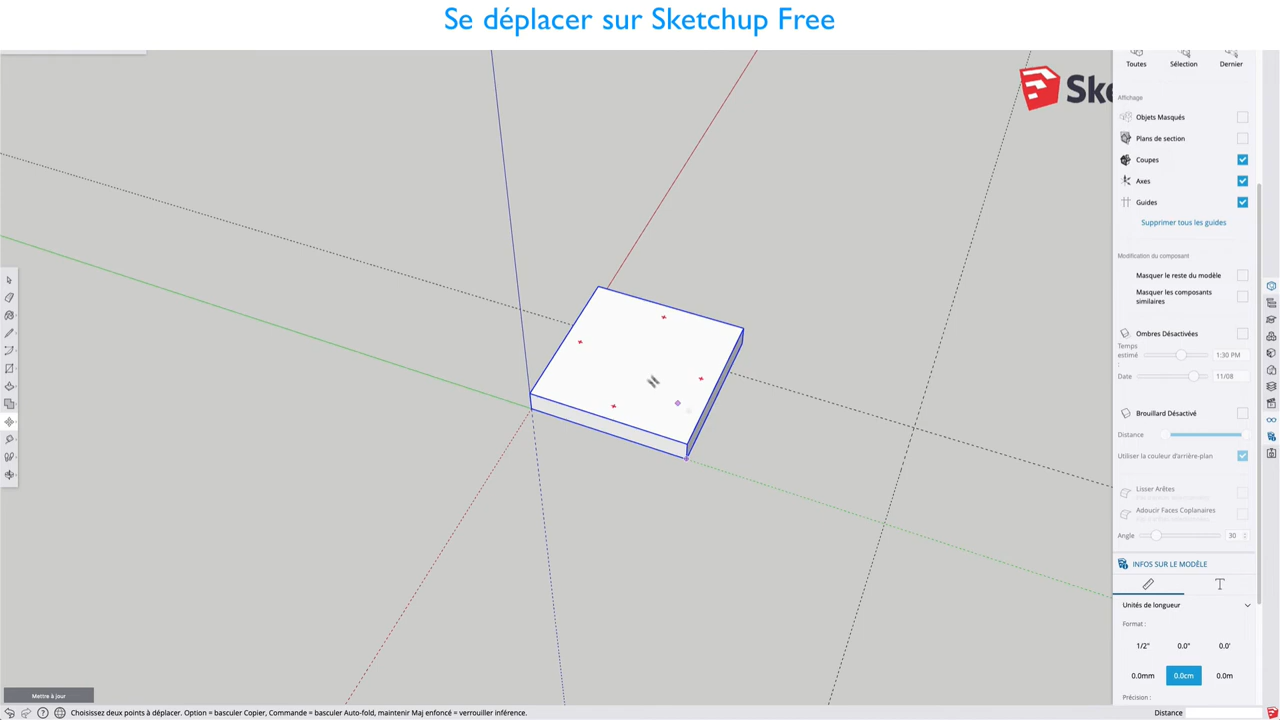 Se déplacer sur Sketchup Free
Ske
Toutes Sélection Dernier
Affichage
Objets Masqués
Plans de section
Coupes
Axes
Guides
Supprimer tous les guides
Modification du composant
Masquer le reste du modèle
Masquer les composants
similaires
Ombres Désactivées
Temps
estimé
:
1:30 PM
Date 11/08
Brouillard Désactivé
Distance
Utiliser la couleur d'arrière-plan
Lisser Arêtes
Adoucir Faces Coplanaires
Angle 30
INFOS SUR LE MODÈLE
Unités de longueur
Format :
1/2" 0.0" 0.0'
0.0mm 0.0cm 0.0m
Précision :
Mettre à jour
Choisissez deux points à déplacer. Option = basculer Copier, Commande = basculer Auto-fold, maintenir Maj enfoncé = verrouiller inférence.
Distance